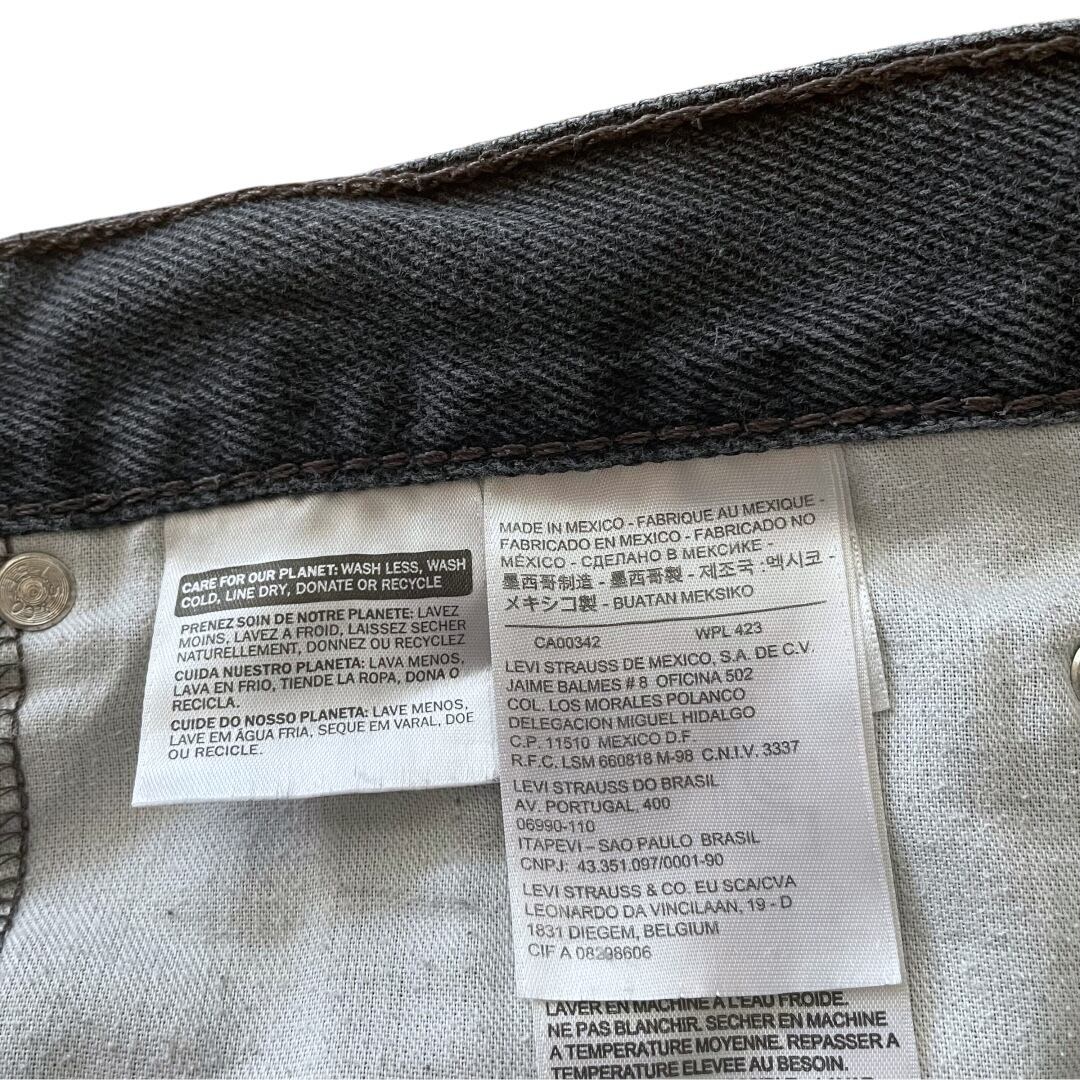 CARE FOR OUR PLANET: WASH LESS, WASH
COLD, LINE DRY, DONATE OR RECYCLE
PRENEZ SOIN DE NOTRE PLANETE: LAVEZ
MOINS, LAVEZ A FROID, LAISSEZ SECHER
NATURELLEMENT, DONNEZ OU RECYCLEZ
CUIDA NUESTRO PLANETA: LAVA MENOS,
LAVA EN FRIO, TIENDE LA ROPA, DONA O
RECICLA.
CUIDE DO NOSSO PLANETA: LAVE MENOS,
LAVE EM ÁGUA FRIA, SEQUE EM VARAL, DOE
OU RECICLE.
MADE IN MEXICO - FABRIQUE AU MEXIQUE -
FABRICADO EN MEXICO - FABRICADO NO
MÉXICO - СДЕЛАНО В МЕКСИКЕ -
墨西哥制造 - 墨西哥製 - 제조국 -멕시코 -
メキシコ製 - BUATAN MEKSIKO
CA00342 WPL 423
LEVI STRAUSS DE MEXICO, S.A. DE C.V.
JAIME BALMES # 8 OFICINA 502
COL. LOS MORALES POLANCO
DELEGACION MIGUEL HIDALGO
C.P. 11510 MEXICO D.F
R.F.C. LSM 660818 M-98 C.N.I.V. 3337
LEVI STRAUSS DO BRASIL
AV. PORTUGAL, 400
06990-110
ITAPEVI – SAO PAULO BRASIL
CNPJ: 43.351.097/0001-90
LEVI STRAUSS & CO. EU SCA/CVA
LEONARDO DA VINCILAAN, 19 - D
1831 DIEGEM, BELGIUM
CIF A 08298606
LAVER EN MACHINE A L'EAU FROIDE.
NE PAS BLANCHIR. SECHER EN MACHINE
A TEMPERATURE MOYENNE. REPASSER A
TEMPERATURE ELEVEE AU BESOIN.